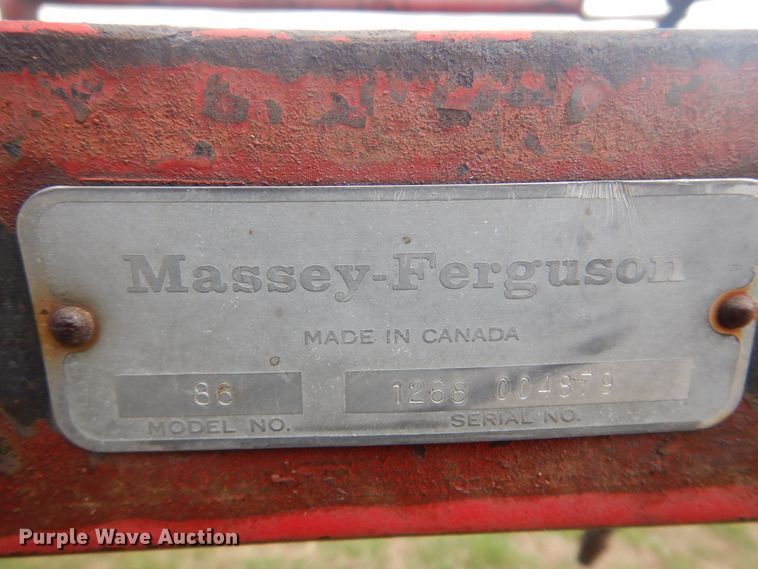 Massey-Ferguson
MADE IN CANADA
86 1268 004879
MODEL NO. SERIAL NO.
Purple Wave Auction